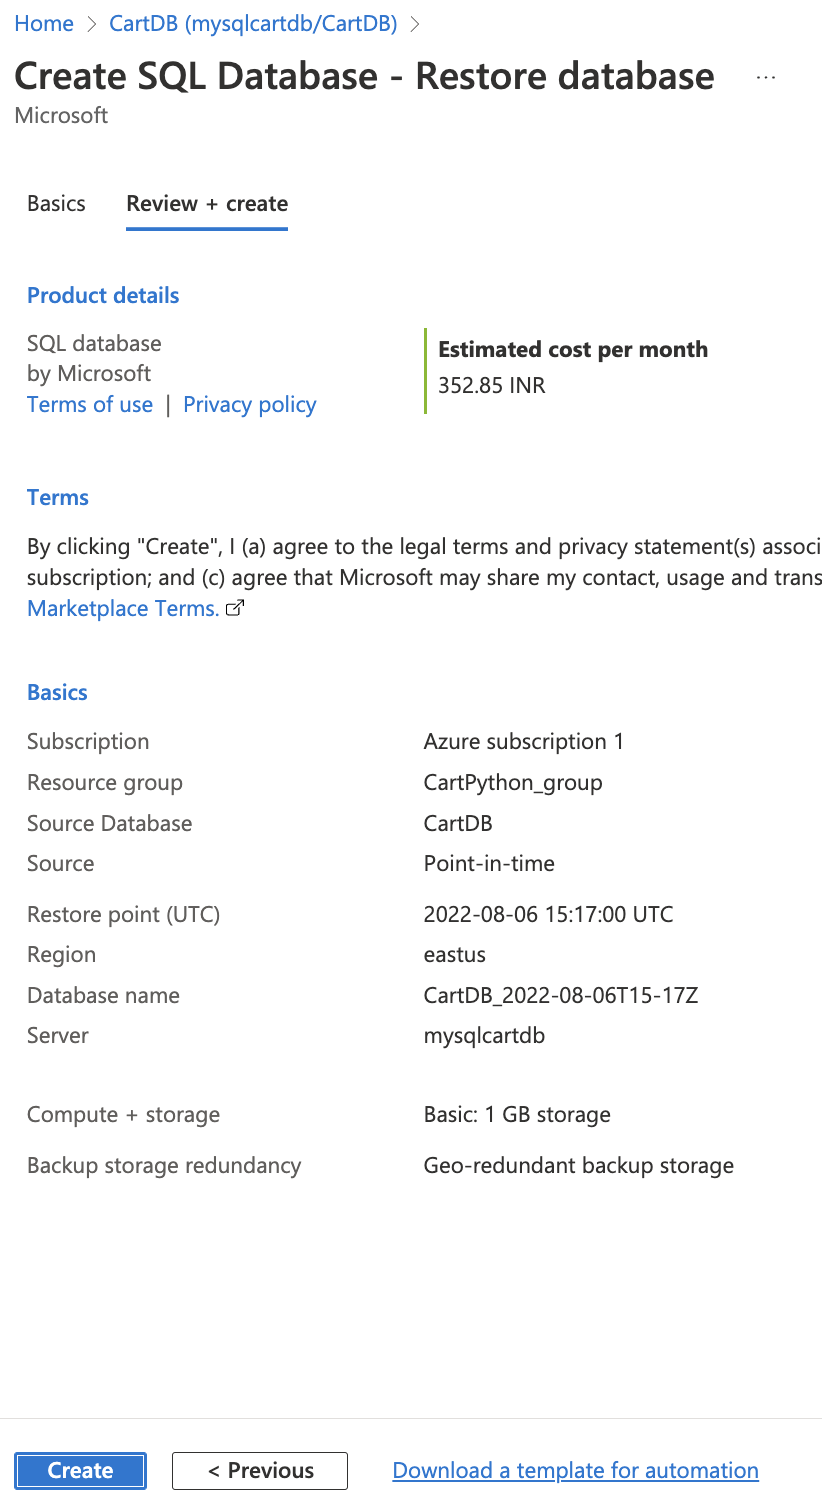 Home > CartDB (mysqlcartdb/CartDB) >
Create SQL Database - Restore database ...
Microsoft
Basics Review + create
Product details
SQL database
by Microsoft
Terms of use | Privacy policy
Estimated cost per month
352.85 INR
Terms
By clicking "Create", I (a) agree to the legal terms and privacy statement(s) associ
subscription; and (c) agree that Microsoft may share my contact, usage and trans
Marketplace Terms.
Basics
Subscription Azure subscription 1
Resource group CartPython_group
Source Database CartDB
Source Point-in-time
Restore point (UTC) 2022-08-06 15:17:00 UTC
Region eastus
Database name CartDB_2022-08-06T15-17Z
Server mysqlcartdb
Compute + storage Basic: 1 GB storage
Backup storage redundancy Geo-redundant backup storage
Create < Previous Download a template for automation